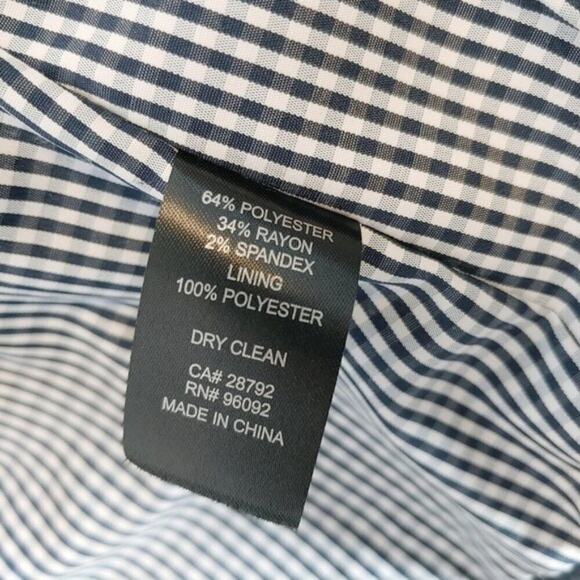 64% POLYESTER
34% RAYON
2% SPANDEX
LINING
100% POLYESTER
DRY CLEAN
CA# 28792
RN# 96092
MADE IN CHINA